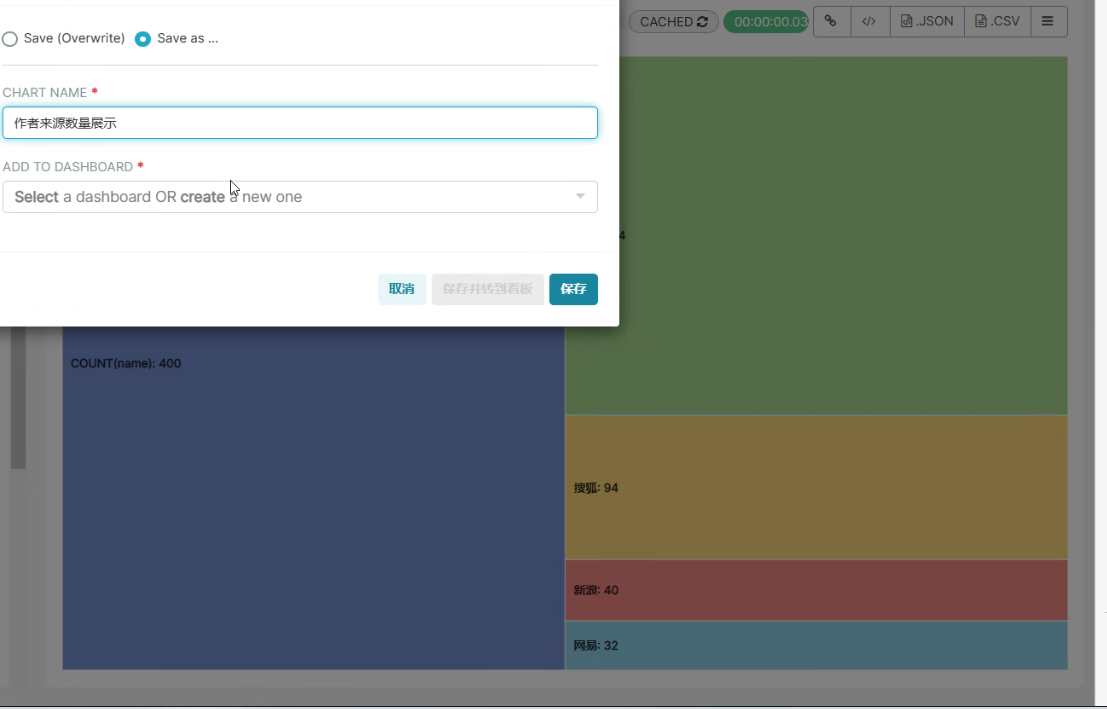 CACHED 00:00:00.03 </> .JSON .CSV
Save (Overwrite) Save as ...
CHART NAME *
作者来源数量展示
ADD TO DASHBOARD *
Select a dashboard OR create a new one
4
取消 保存并转到看板 保存
COUNT(name): 400
搜狐: 94
新浪: 40
网易: 32